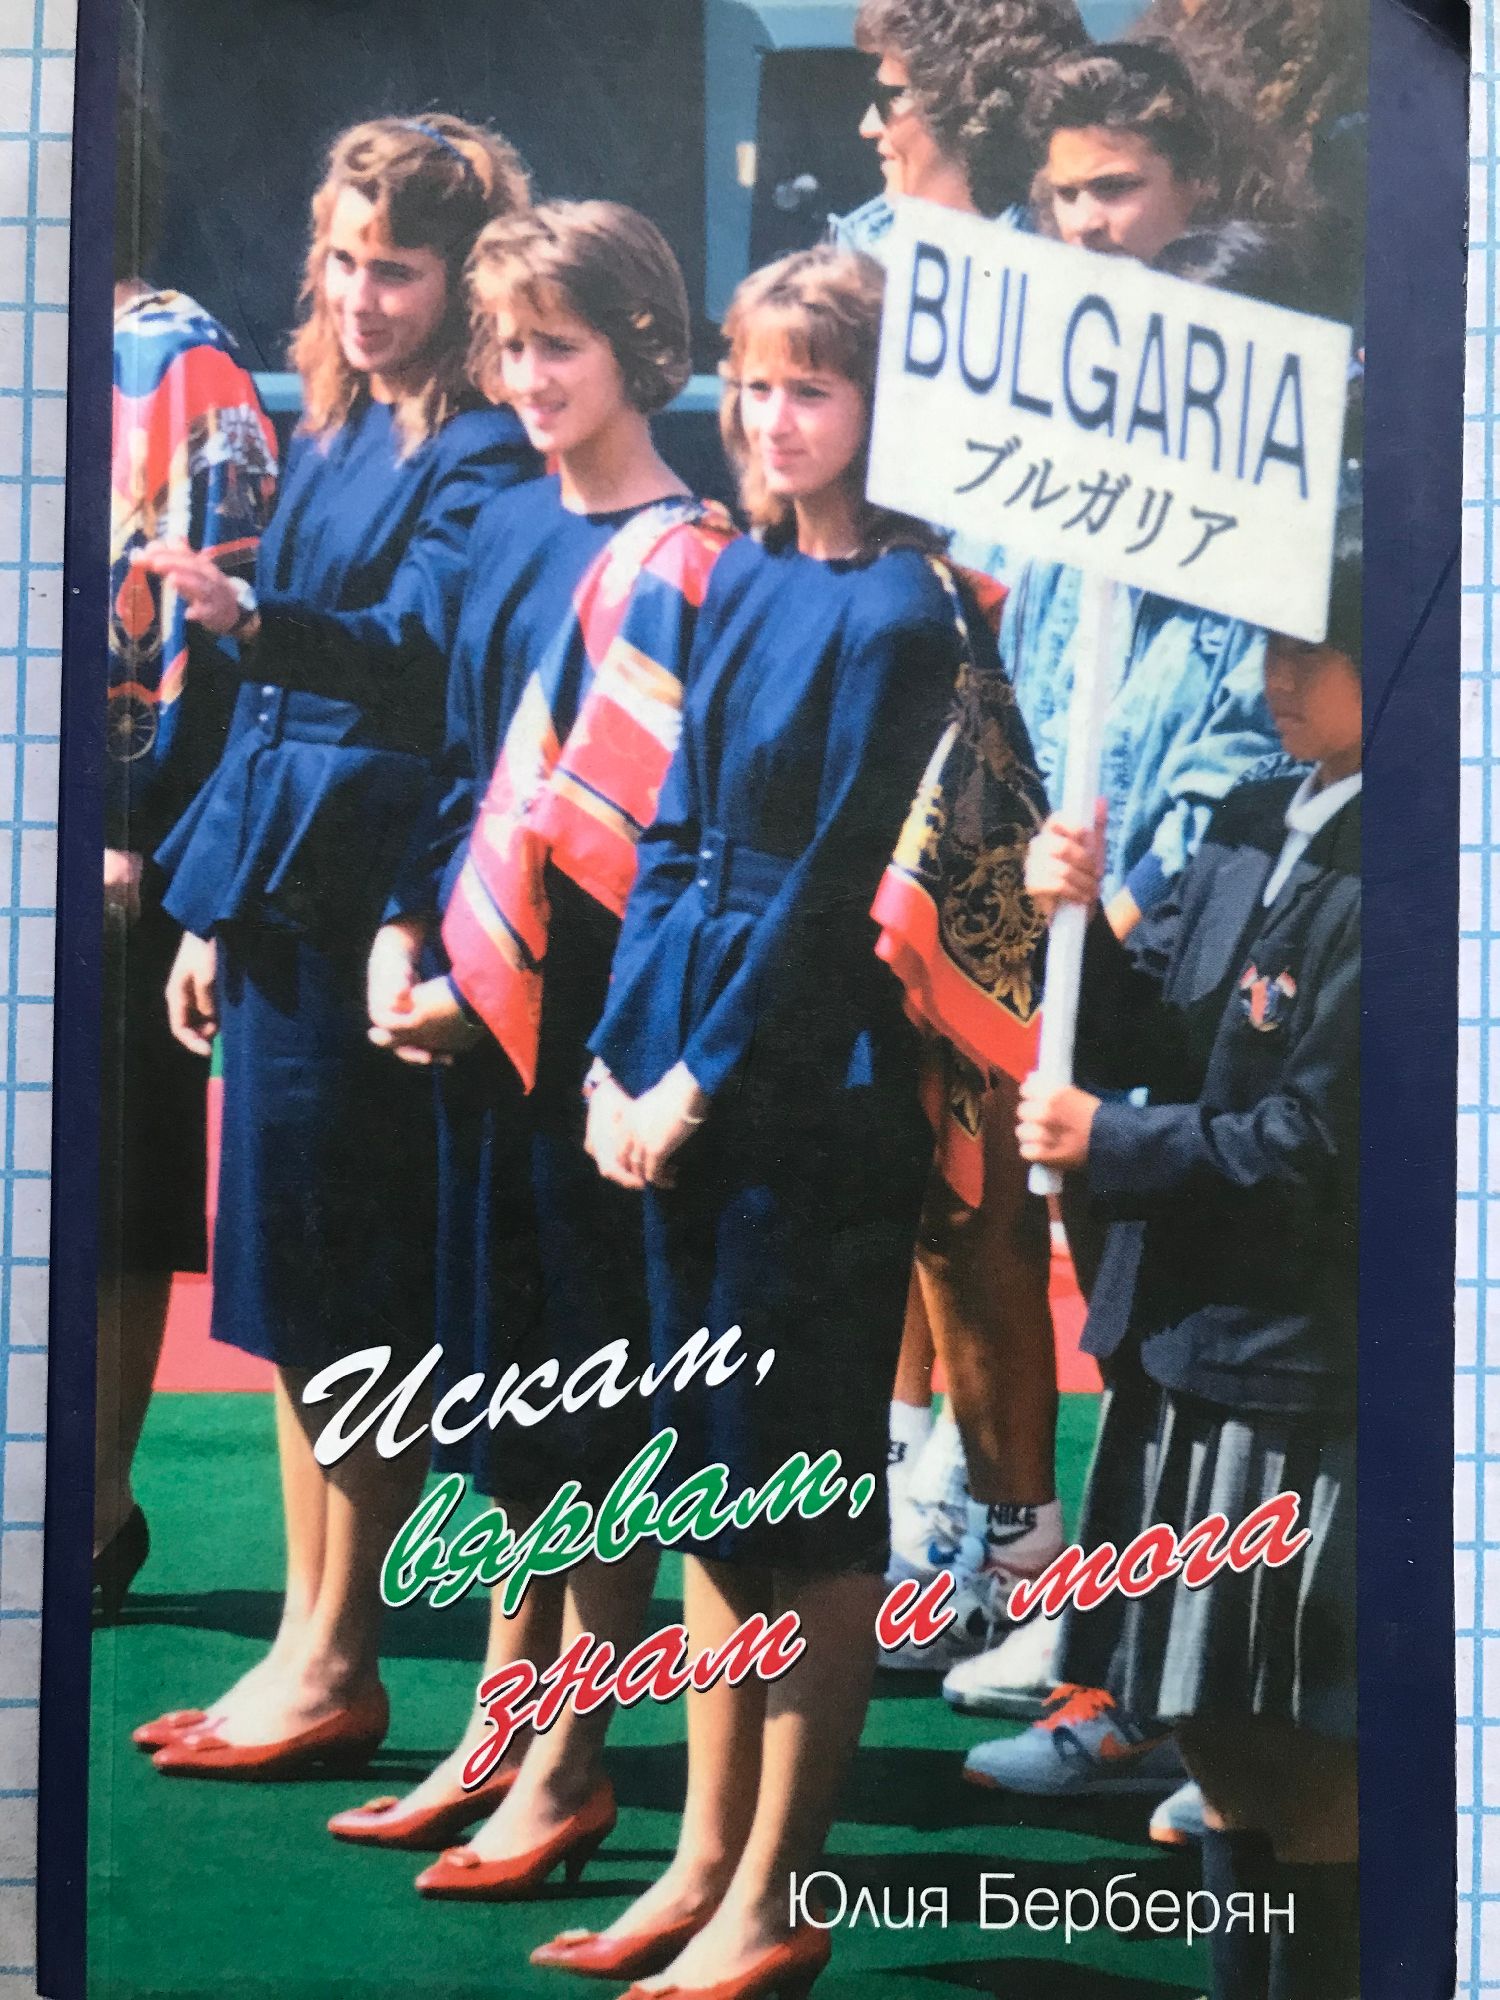 BULGARIA
ブルガリア
Искам,
вярвам,
знам и мога
NIKE
Юлия Берберян